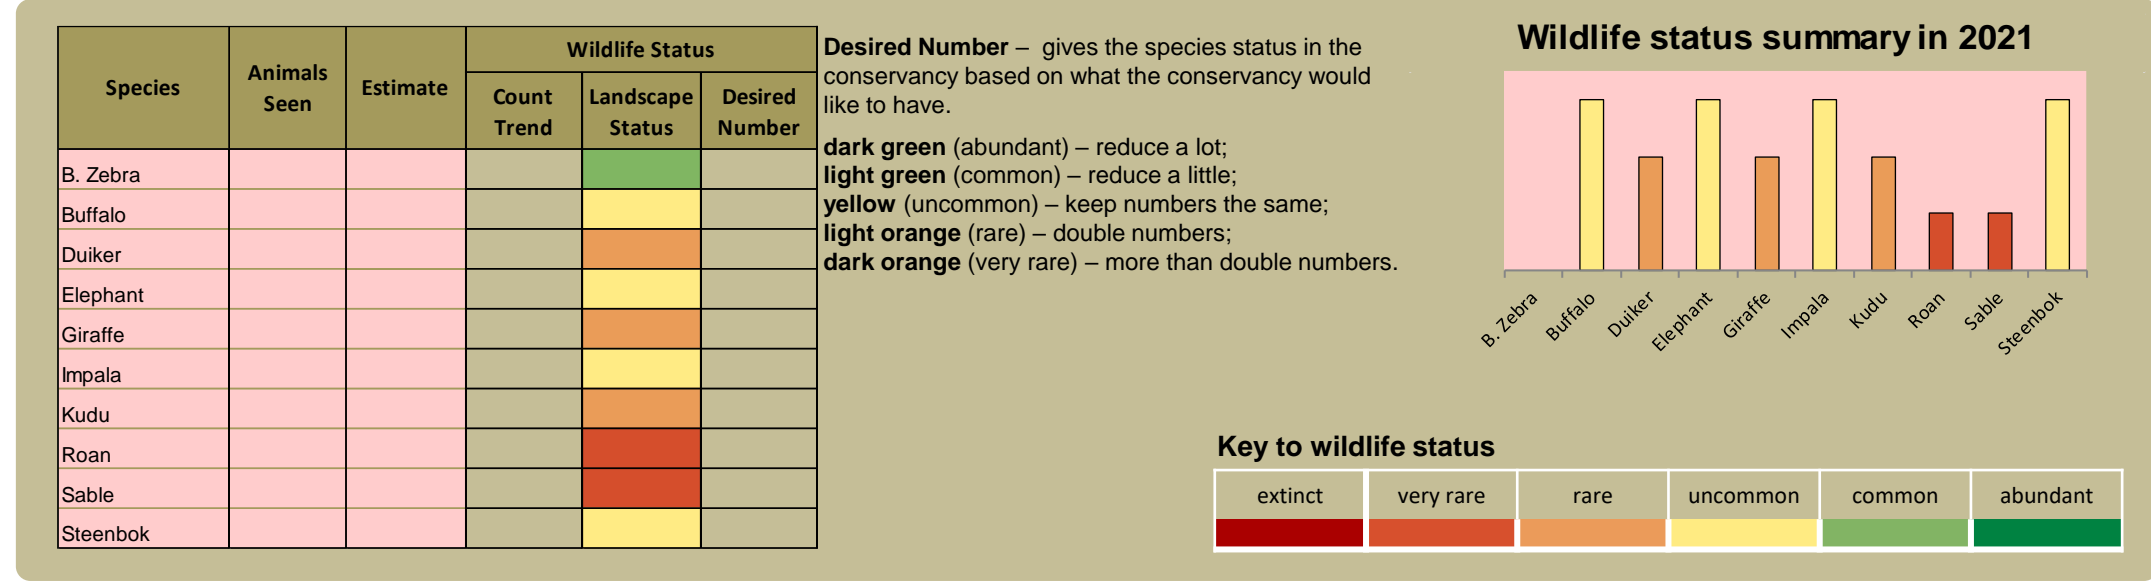 Species
Animals
Seen
Estimate
Wildlife Status
Count
Trend
Landscape
Status
Desired
Number
B. Zebra
Buffalo
Duiker
Elephant
Giraffe
Impala
Kudu
Roan
Sable
Steenbok
Desired Number – gives the species status in the
conservancy based on what the conservancy would
like to have.
dark green (abundant) – reduce a lot;
light green (common) – reduce a little;
yellow (uncommon) – keep numbers the same;
light orange (rare) – double numbers;
dark orange (very rare) – more than double numbers.
Wildlife status summary in 2021
B. Zebra
Buffalo
Duiker
Elephant
Giraffe
Impala
Kudu
Roan
Sable
Steenbok
Key to wildlife status
extinct very rare rare uncommon common abundant